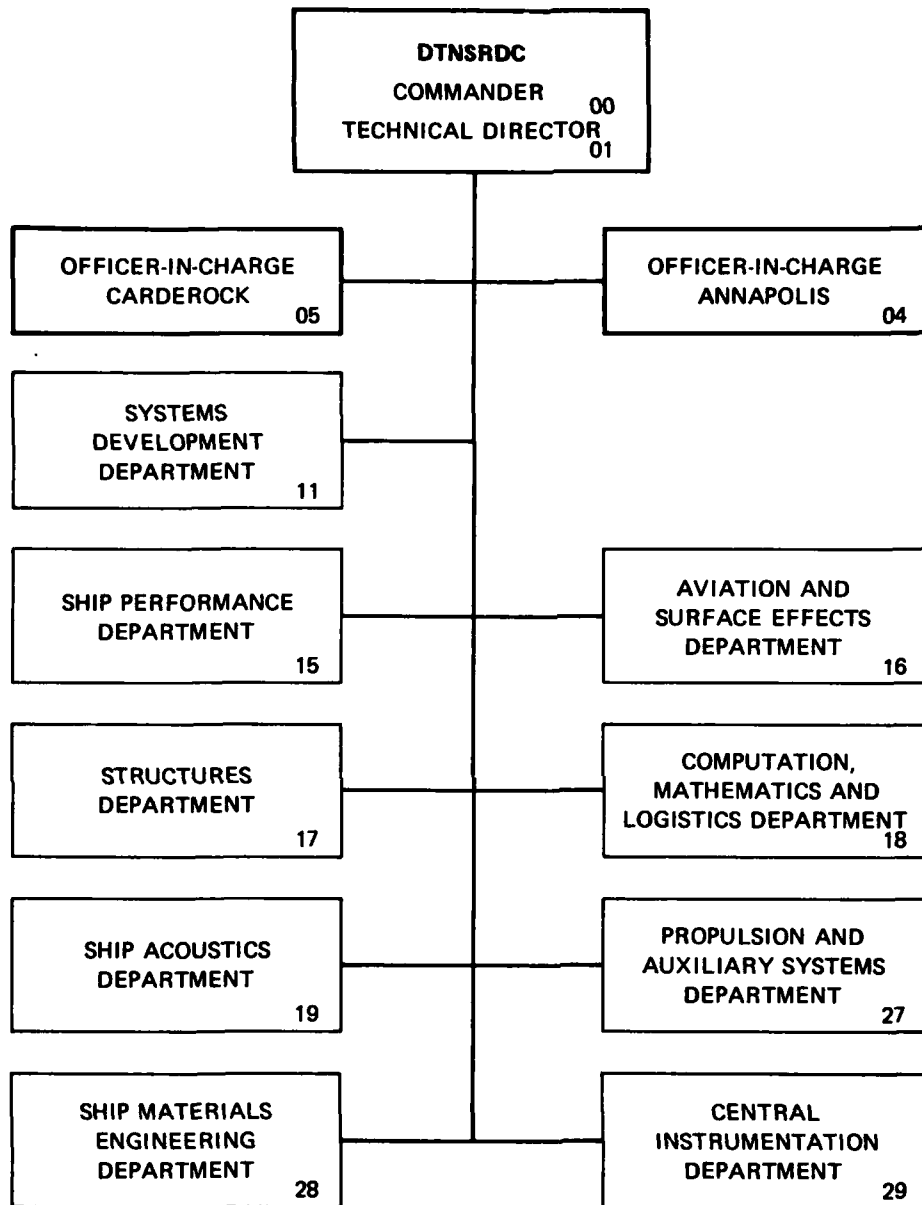 DTNSRDC
COMMANDER
00
TECHNICAL DIRECTOR
01
OFFICER-IN-CHARGE
CARDEROCK
05
OFFICER-IN-CHARGE
ANNAPOLIS
04
SYSTEMS
DEVELOPMENT
DEPARTMENT
11
SHIP PERFORMANCE
DEPARTMENT
15
AVIATION AND
SURFACE EFFECTS
DEPARTMENT
16
STRUCTURES
DEPARTMENT
17
COMPUTATION,
MATHEMATICS AND
LOGISTICS DEPARTMENT
18
SHIP ACOUSTICS
DEPARTMENT
19
PROPULSION AND
AUXILIARY SYSTEMS
DEPARTMENT
27
SHIP MATERIALS
ENGINEERING
DEPARTMENT
28
CENTRAL
INSTRUMENTATION
DEPARTMENT
29